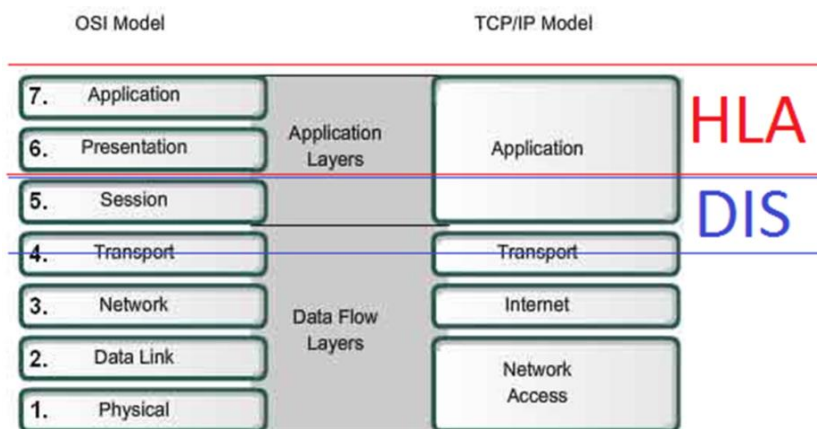 OSI Model
TCP/IP Model
7. Application
6. Presentation
5. Session
4. Transport
3. Network
2. Data Link
1. Physical
Application
Layers
Data Flow
Layers
Application
Transport
Internet
Network
Access
HLA
DIS